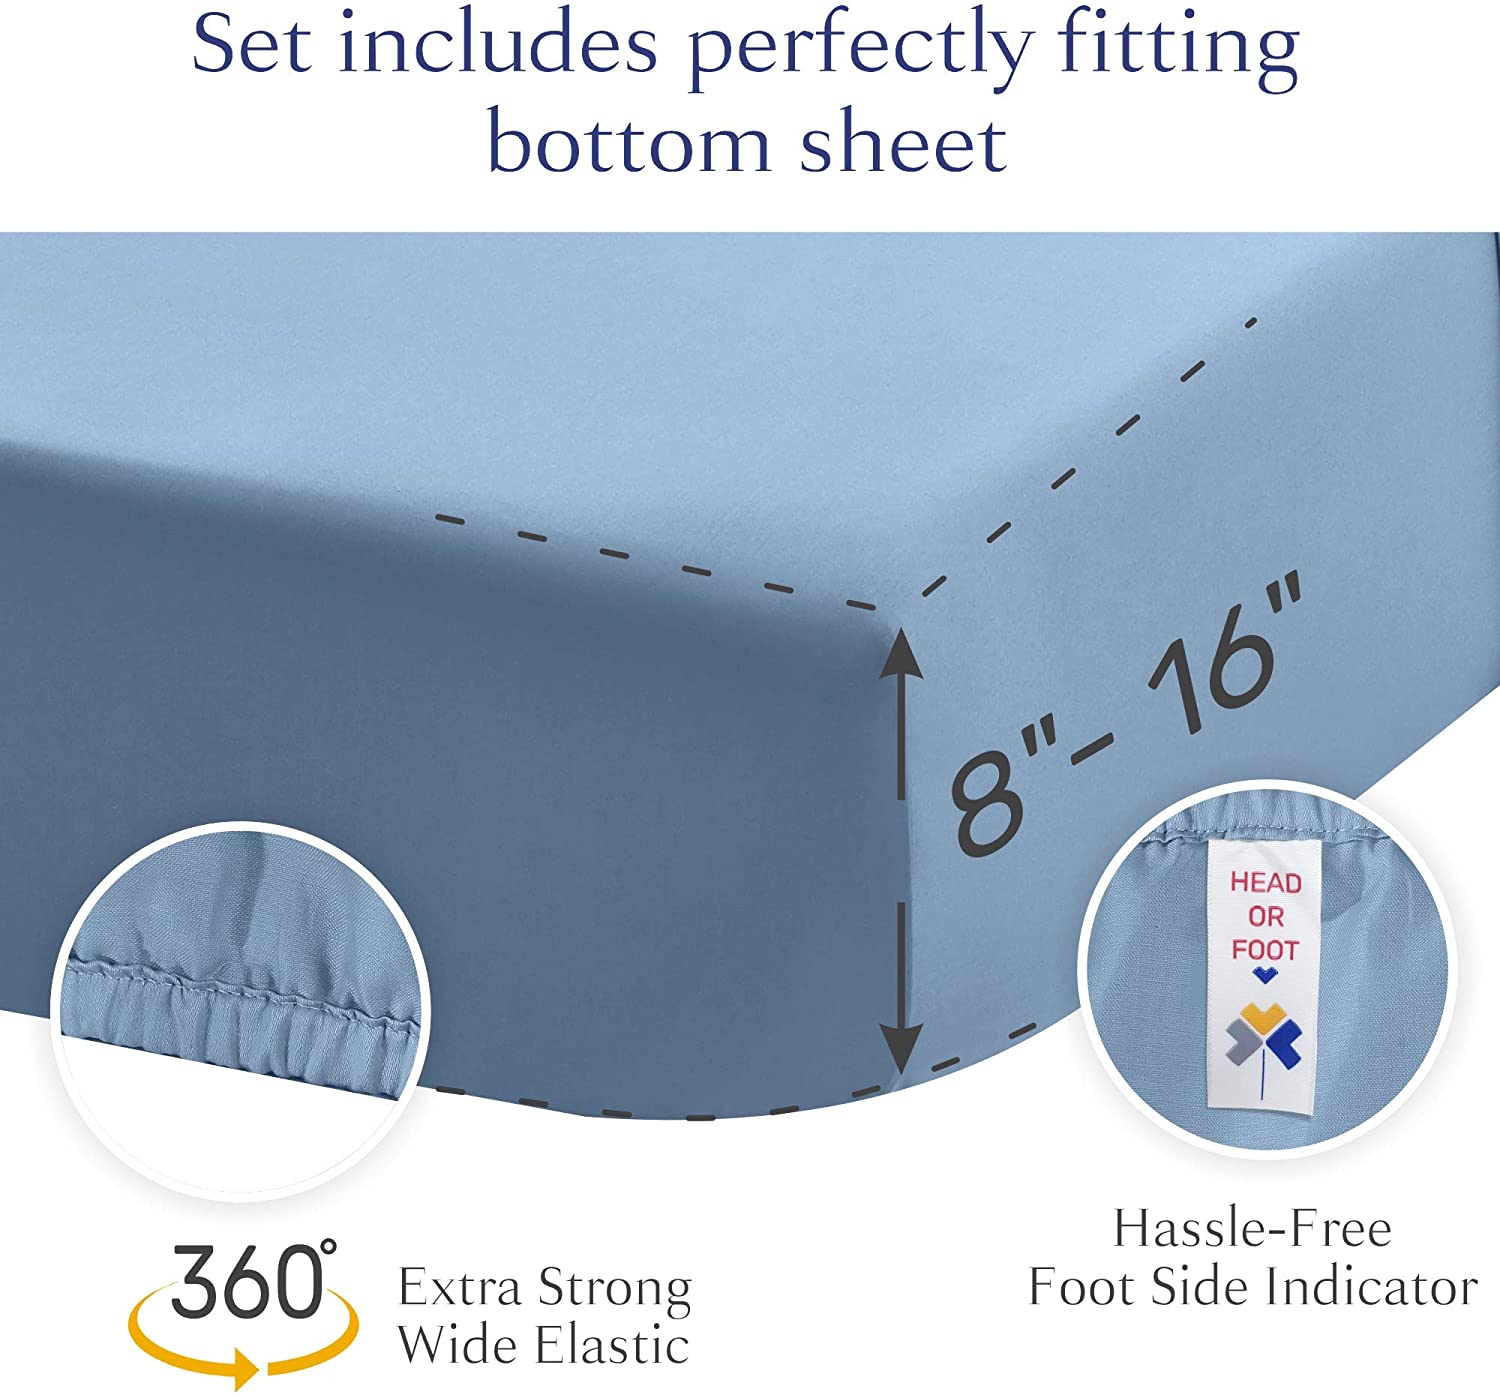 Set includes perfectly fitting
bottom sheet
8"- 16"
HEAD
OR
FOOT
360°
Extra Strong
Wide Elastic
Hassle-Free
Foot Side Indicator